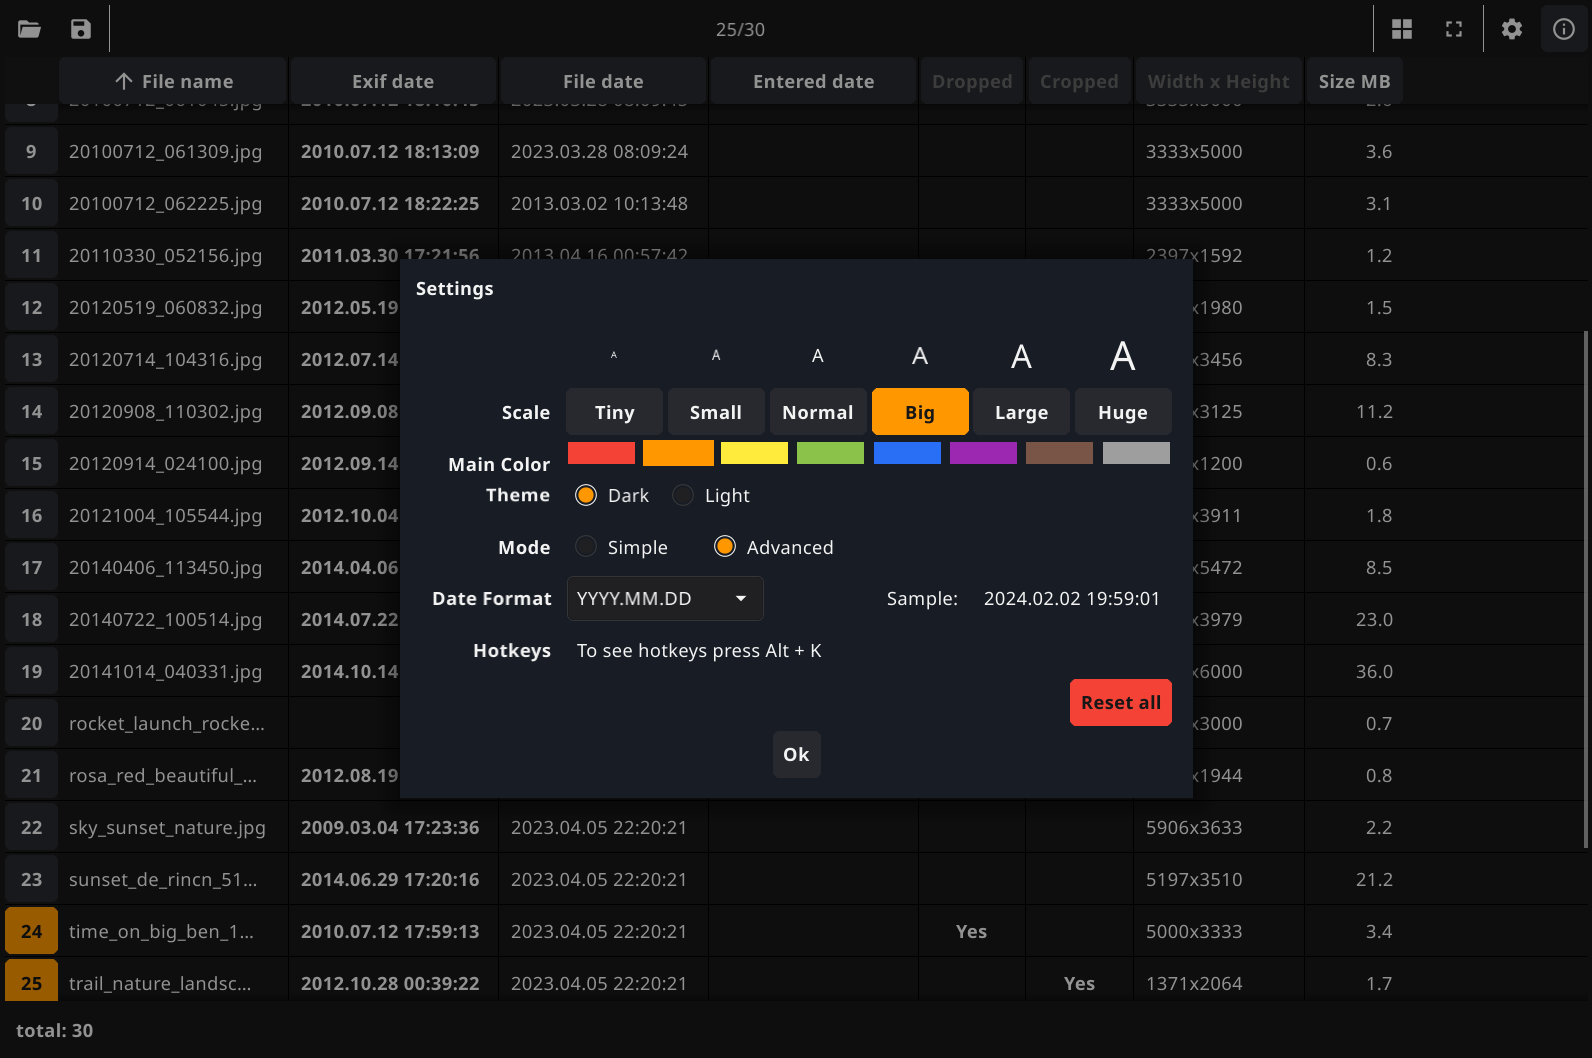 25/30
File name Exif date File date Entered date Dropped Cropped Width x Height Size MB
9 20100712_061309.jpg 2010.07.12 18:13:09 2023.03.28 08:09:24 3333x5000 3.6
10 20100712_062225.jpg 2010.07.12 18:22:25 2013.03.02 10:13:48 3333x5000 3.1
11 20110330_052156.jpg 2011.03.30 17:21:56 2013.04.16 00:57:42 2397x1592 1.2
Settings
12 20120519_060832.jpg 2012.05.19 x1980 1.5
A A A A A A
13 20120714_104316.jpg 2012.07.14 x3456 8.3
14 20120908_110302.jpg 2012.09.08 Scale Tiny Small Normal Big Large Huge x3125 11.2
15 20120914_024100.jpg 2012.09.14 Main Color x1200 0.6
Theme Dark Light
16 20121004_105544.jpg 2012.10.04 x3911 1.8
Mode Simple Advanced
17 20140406_113450.jpg 2014.04.06 x5472 8.5
Date Format YYYY.MM.DD Sample: 2024.02.02 19:59:01
18 20140722_100514.jpg 2014.07.22 x3979 23.0
Hotkeys To see hotkeys press Alt + K
19 20141014_040331.jpg 2014.10.14 x6000 36.0
Reset all
20 rocket_launch_rocke... x3000 0.7
Ok
21 rosa_red_beautiful_... 2012.08.19 x1944 0.8
22 sky_sunset_nature.jpg 2009.03.04 17:23:36 2023.04.05 22:20:21 5906x3633 2.2
23 sunset_de_rincn_51... 2014.06.29 17:20:16 2023.04.05 22:20:21 5197x3510 21.2
24 time_on_big_ben_1... 2010.07.12 17:59:13 2023.04.05 22:20:21 Yes 5000x3333 3.4
25 trail_nature_landsc... 2012.10.28 00:39:22 2023.04.05 22:20:21 Yes 1371x2064 1.7
total: 30